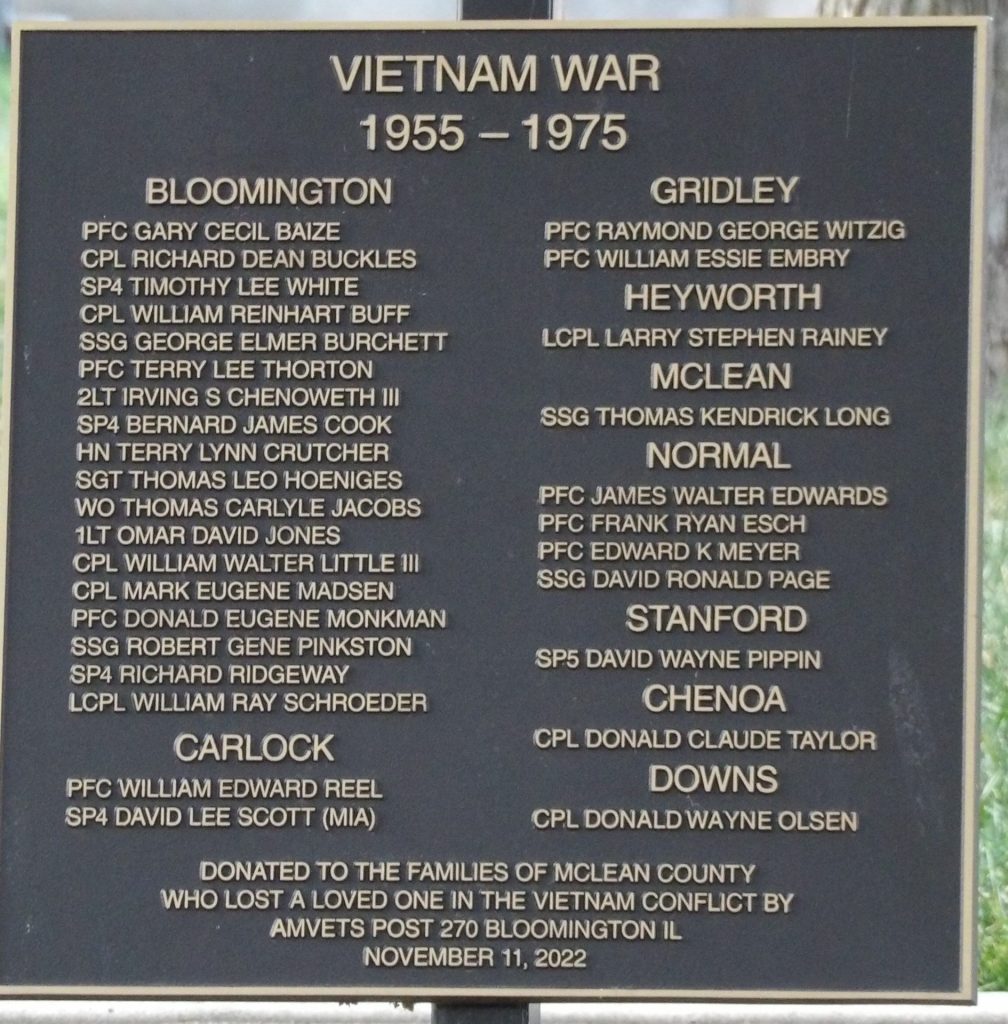 VIETNAM WAR
1955 – 1975
BLOOMINGTON
PFC GARY CECIL BAIZE
CPL RICHARD DEAN BUCKLES
SP4 TIMOTHY LEE WHITE
CPL WILLIAM REINHART BUFF
SSG GEORGE ELMER BURCHETT
PFC TERRY LEE THORTON
2LT IRVING S CHENOWETH III
SP4 BERNARD JAMES COOK
HN TERRY LYNN CRUTCHER
SGT THOMAS LEO HOENIGES
WO THOMAS CARLYLE JACOBS
1LT OMAR DAVID JONES
CPL WILLIAM WALTER LITTLE III
CPL MARK EUGENE MADSEN
PFC DONALD EUGENE MONKMAN
SSG ROBERT GENE PINKSTON
SP4 RICHARD RIDGEWAY
LCPL WILLIAM RAY SCHROEDER
CARLOCK
PFC WILLIAM EDWARD REEL
SP4 DAVID LEE SCOTT (MIA)
GRIDLEY
PFC RAYMOND GEORGE WITZIG
PFC WILLIAM ESSIE EMBRY
HEYWORTH
LCPL LARRY STEPHEN RAINEY
MCLEAN
SSG THOMAS KENDRICK LONG
NORMAL
PFC JAMES WALTER EDWARDS
PFC FRANK RYAN ESCH
PFC EDWARD K MEYER
SSG DAVID RONALD PAGE
STANFORD
SP5 DAVID WAYNE PIPPIN
CHENOA
CPL DONALD CLAUDE TAYLOR
DOWNS
CPL DONALD WAYNE OLSEN
DONATED TO THE FAMILIES OF MCLEAN COUNTY
WHO LOST A LOVED ONE IN THE VIETNAM CONFLICT BY
AMVETS POST 270 BLOOMINGTON IL
NOVEMBER 11, 2022